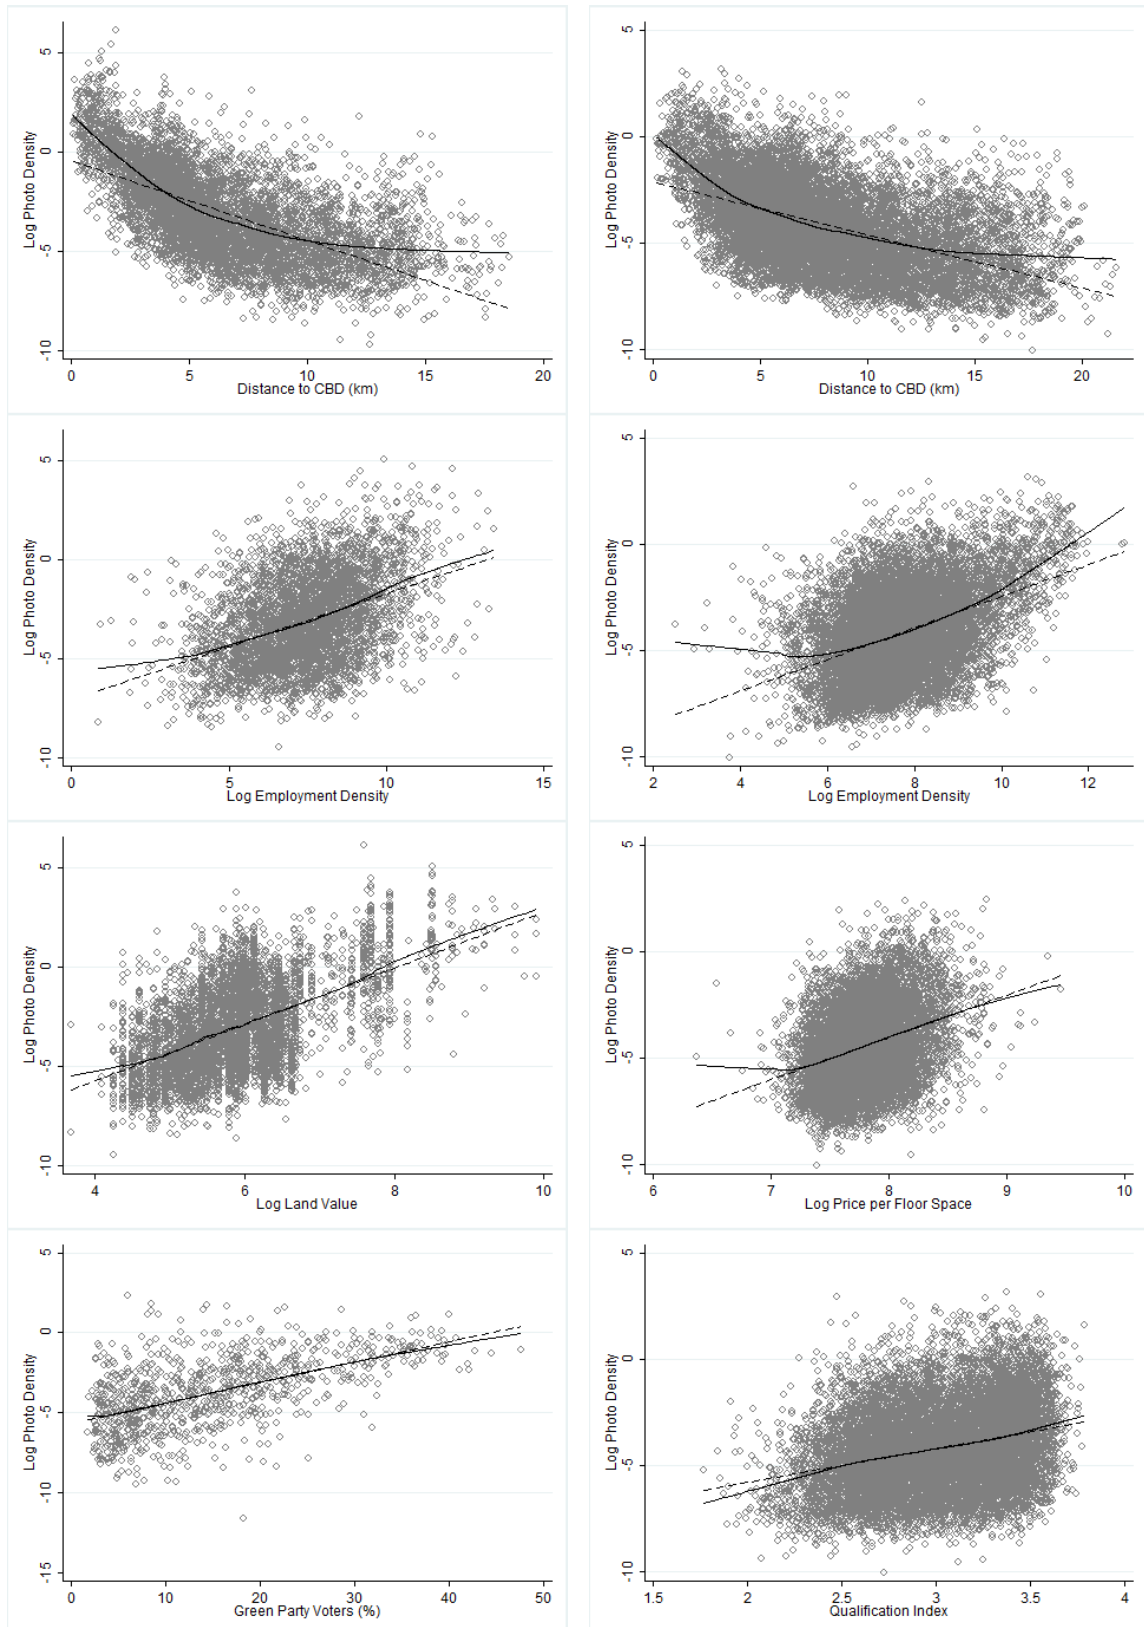 Log Photo Density
5
0
-5
-10
0 5 10 15 20
Distance to CBD (km)
Log Photo Density
5
0
-5
-10
0 5 10 15 20
Distance to CBD (km)
Log Photo Density
5
0
-5
-10
0 5 10 15
Log Employment Density
Log Photo Density
5
0
-5
-10
2 4 6 8 10 12
Log Employment Density
Log Photo Density
5
0
-5
-10
4 6 8 10
Log Land Value
Log Photo Density
5
0
-5
-10
6 7 8 9 10
Log Price per Floor Space
Log Photo Density
5
0
-5
-10
-15
0 10 20 30 40 50
Green Party Voters (%)
Log Photo Density
5
0
-5
-10
1.5 2 2.5 3 3.5 4
Qualification Index